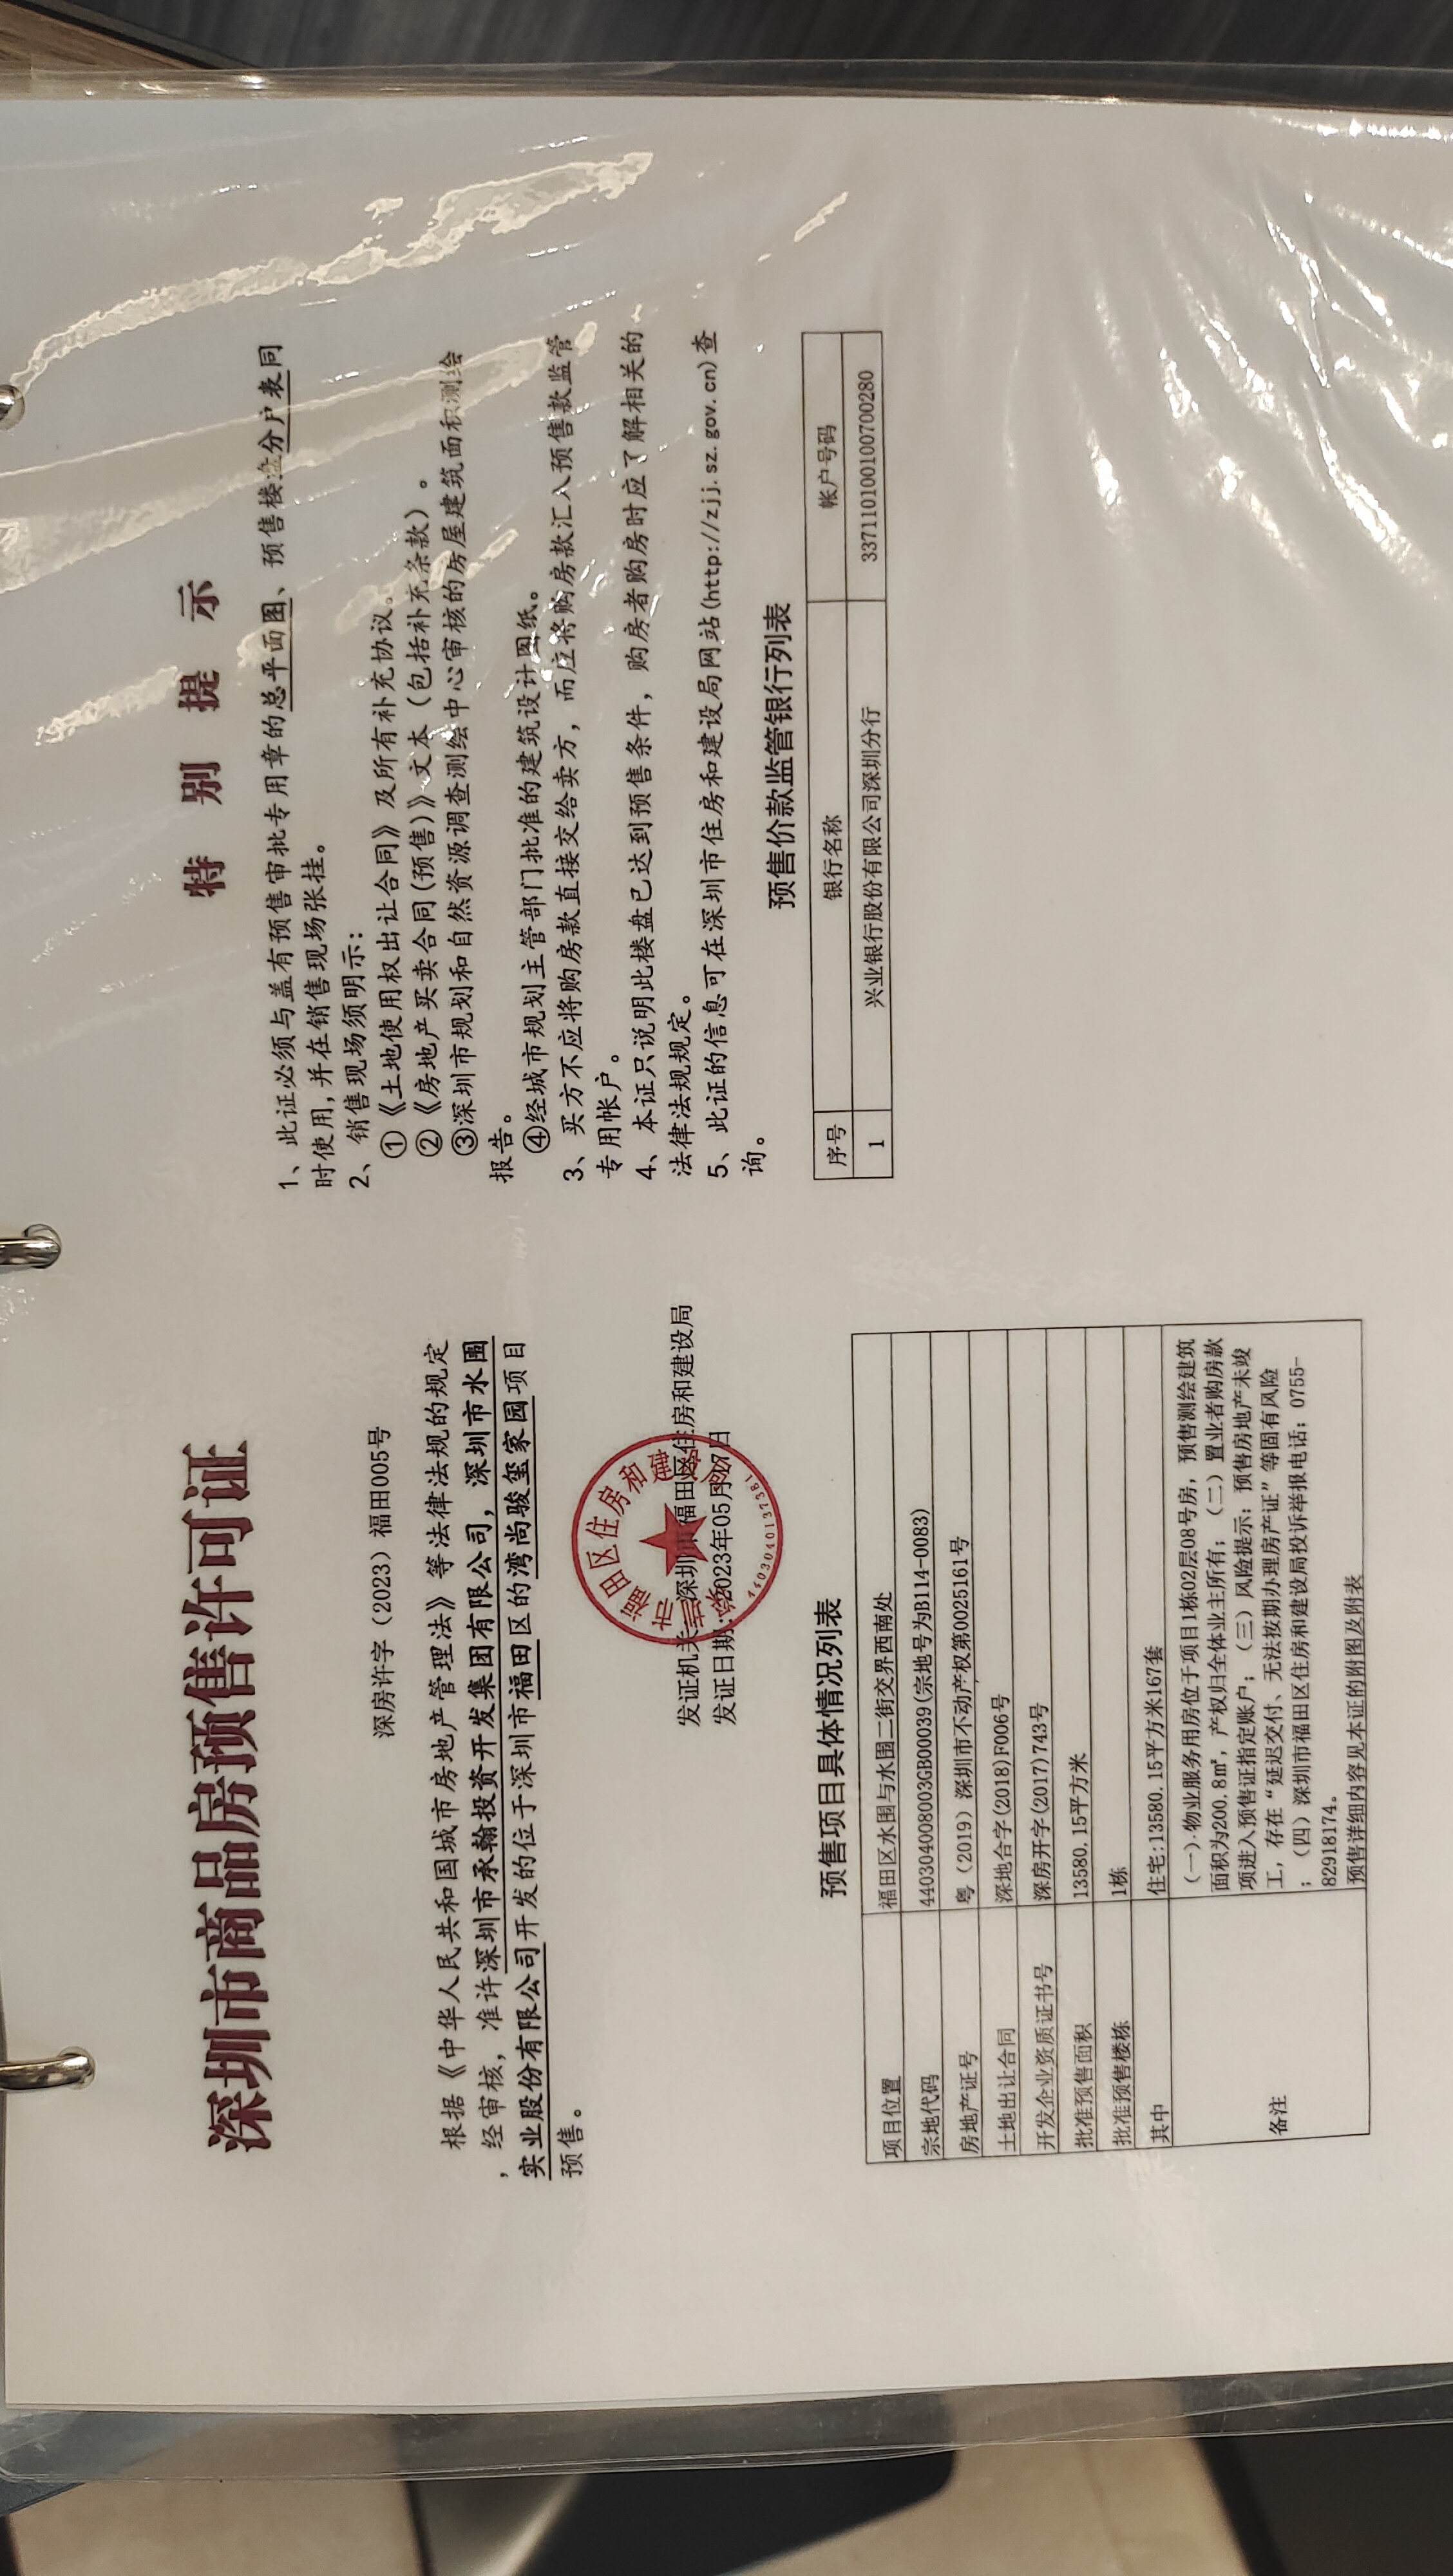 深圳市商品房预售许可证
深房许字（2023）福田005号
根据《中华人民共和国城市房地产管理法》等法律法规的规定
，经审核，准许深圳市承翰投资开发集团有限公司，深圳市水围
实业股份有限公司开发的位于深圳市福田区的湾尚骏玺家园项目
预售。
发证机关：深圳市福田区住房和建设局
发证日期：2023年05月17日
4403040137381
预售项目具体情况列表
项目位置 福田区水围与水围二街交界西南处
宗地代码 440304008003GB00039(宗地号为B114-0083)
房地产证号 粤（2019）深圳市不动产权第0025161号
土地出让合同 深地合字(2018)F006号
开发企业资质证书号 深房开字(2017)743号
批准预售面积 13580.15平方米
批准预售楼栋 1栋
其中 住宅:13580.15平方米167套
备注
（一）.物业服务用房位于项目1栋02层08号房，预售测绘建筑
面积为200.8㎡，产权归全体业主所有；（二）置业者购房款
项进入预售证指定账户；（三）风险提示：预售房地产未竣
工，存在“延迟交付、无法按期办理房产证”等固有风险
；（四）深圳市福田区住房和建设局投诉举报电话：0755-
82918174。
预售详细内容见本证的附图及附表
特别提示
1、此证必须与盖有预售审批专用章的总平面图、预售楼盘分户表同
时使用,并在销售现场张挂。
2、销售现场须明示:
①《土地使用权出让合同》及所有补充协议。
②《房地产买卖合同(预售)》文本（包括补充条款）。
③深圳市规划和自然资源调查测绘中心审核的房屋建筑面积测绘
报告。
④经城市规划主管部门批准的建筑设计图纸。
3、买方不应将购房款直接交给卖方，而应将购房款汇入预售款监管
专用帐户。
4、本证只说明此楼盘已达到预售条件，购房者购房时应了解相关的
法律法规规定。
5、此证的信息可在深圳市住房和建设局网站(http://zjj.sz.gov.cn)查
询。
预售价款监管银行列表
序号 银行名称 帐户号码
1 兴业银行股份有限公司深圳分行 337110100100700280